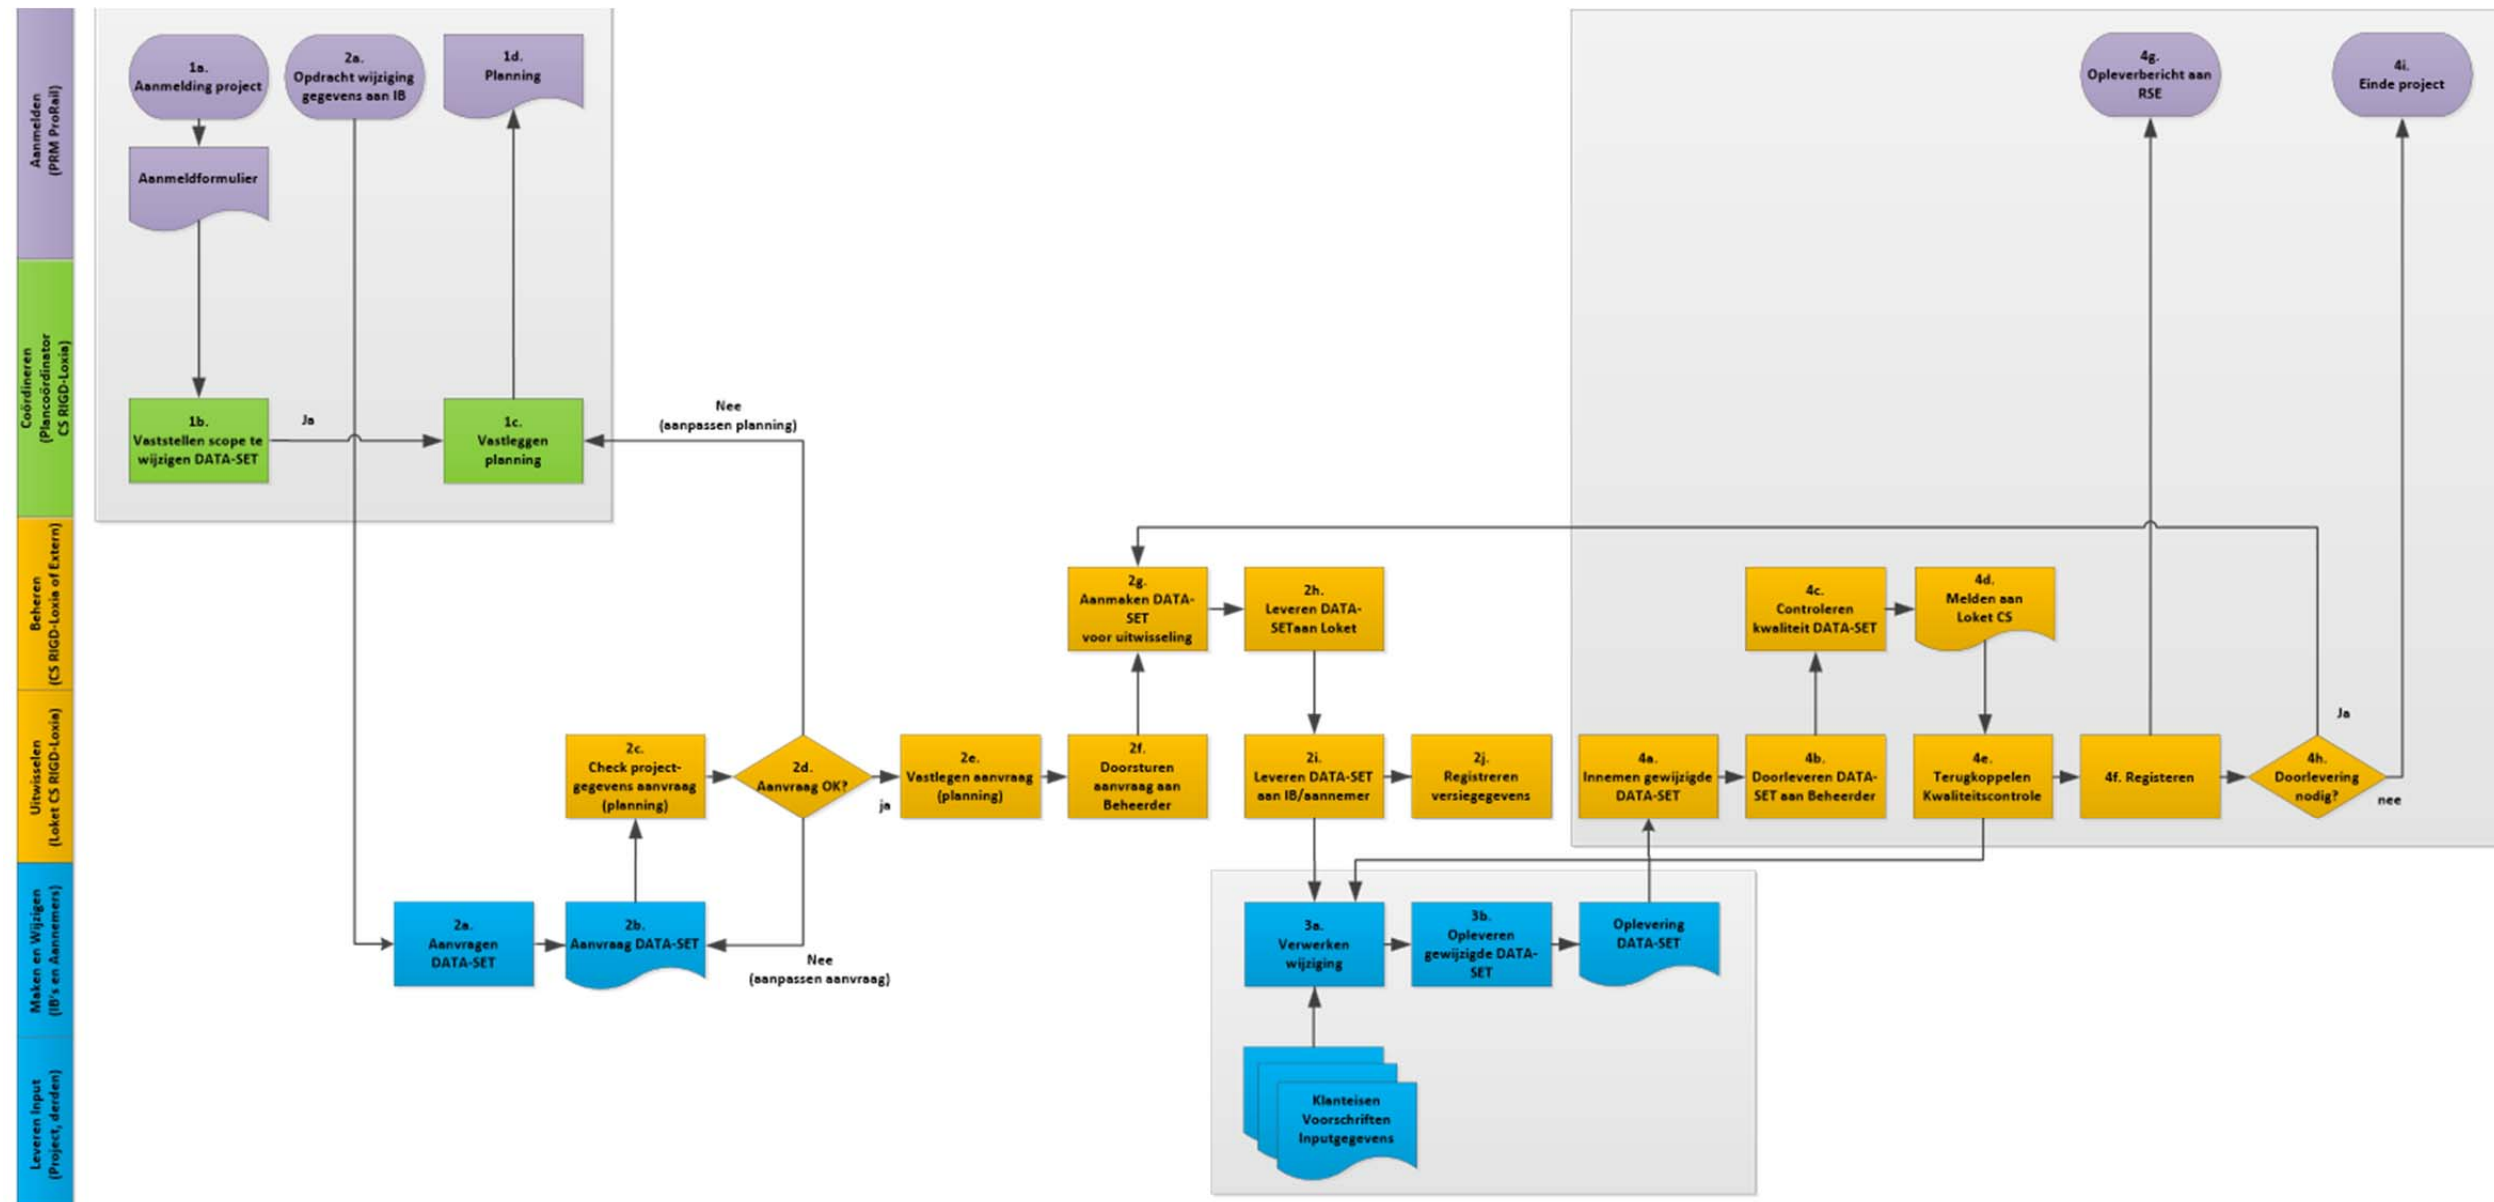 Aanmelden
(PRM ProRail)
Coördineren
(Plancoördinator
CS RIGD-Loxia)
Beheren
(CS RIGD-Loxia of Extern)
Uitwisselen
(Loket CS RIGD-Loxia)
Maken en Wijzigen
(IB's en Aannemers)
Leveren Input
(Project, derden)
1a.
Aanmelding project
2a.
Opdracht wijziging
gegevens aan IB
1d.
Planning
Aanmeldformulier
1b.
Vaststellen scope te
wijzigen DATA-SET
Ja
1c.
Vastleggen
planning
Nee
(aanpassen planning)
4g.
Opleverbericht aan
RSE
4i.
Einde project
2g.
Aanmaken DATA-
SET
voor uitwisseling
2h.
Leveren DATA-
SETaan Loket
4c.
Controleren
kwaliteit DATA-SET
4d.
Melden aan
Loket CS
2c.
Check project-
gegevens aanvraag
(planning)
2d.
Aanvraag OK?
ja
2e.
Vastlegen aanvraag
(planning)
2f.
Doorsturen
aanvraag aan
Beheerder
2i.
Leveren DATA-SET
aan IB/aannemer
2j.
Registreren
versiegegevens
4a.
Innemen gewijzigde
DATA-SET
4b.
Doorleveren DATA-
SET aan Beheerder
4e.
Terugkoppelen
Kwaliteitscontrole
4f. Registeren
4h.
Doorlevering
nodig?
Ja
nee
2a.
Aanvragen
DATA-SET
2b.
Aanvraag DATA-SET
Nee
(aanpassen aanvraag)
3a.
Verwerken
wijziging
3b.
Opleveren
gewijzigde DATA-
SET
Oplevering
DATA-SET
Klanteisen
Voorschriften
Inputgegevens